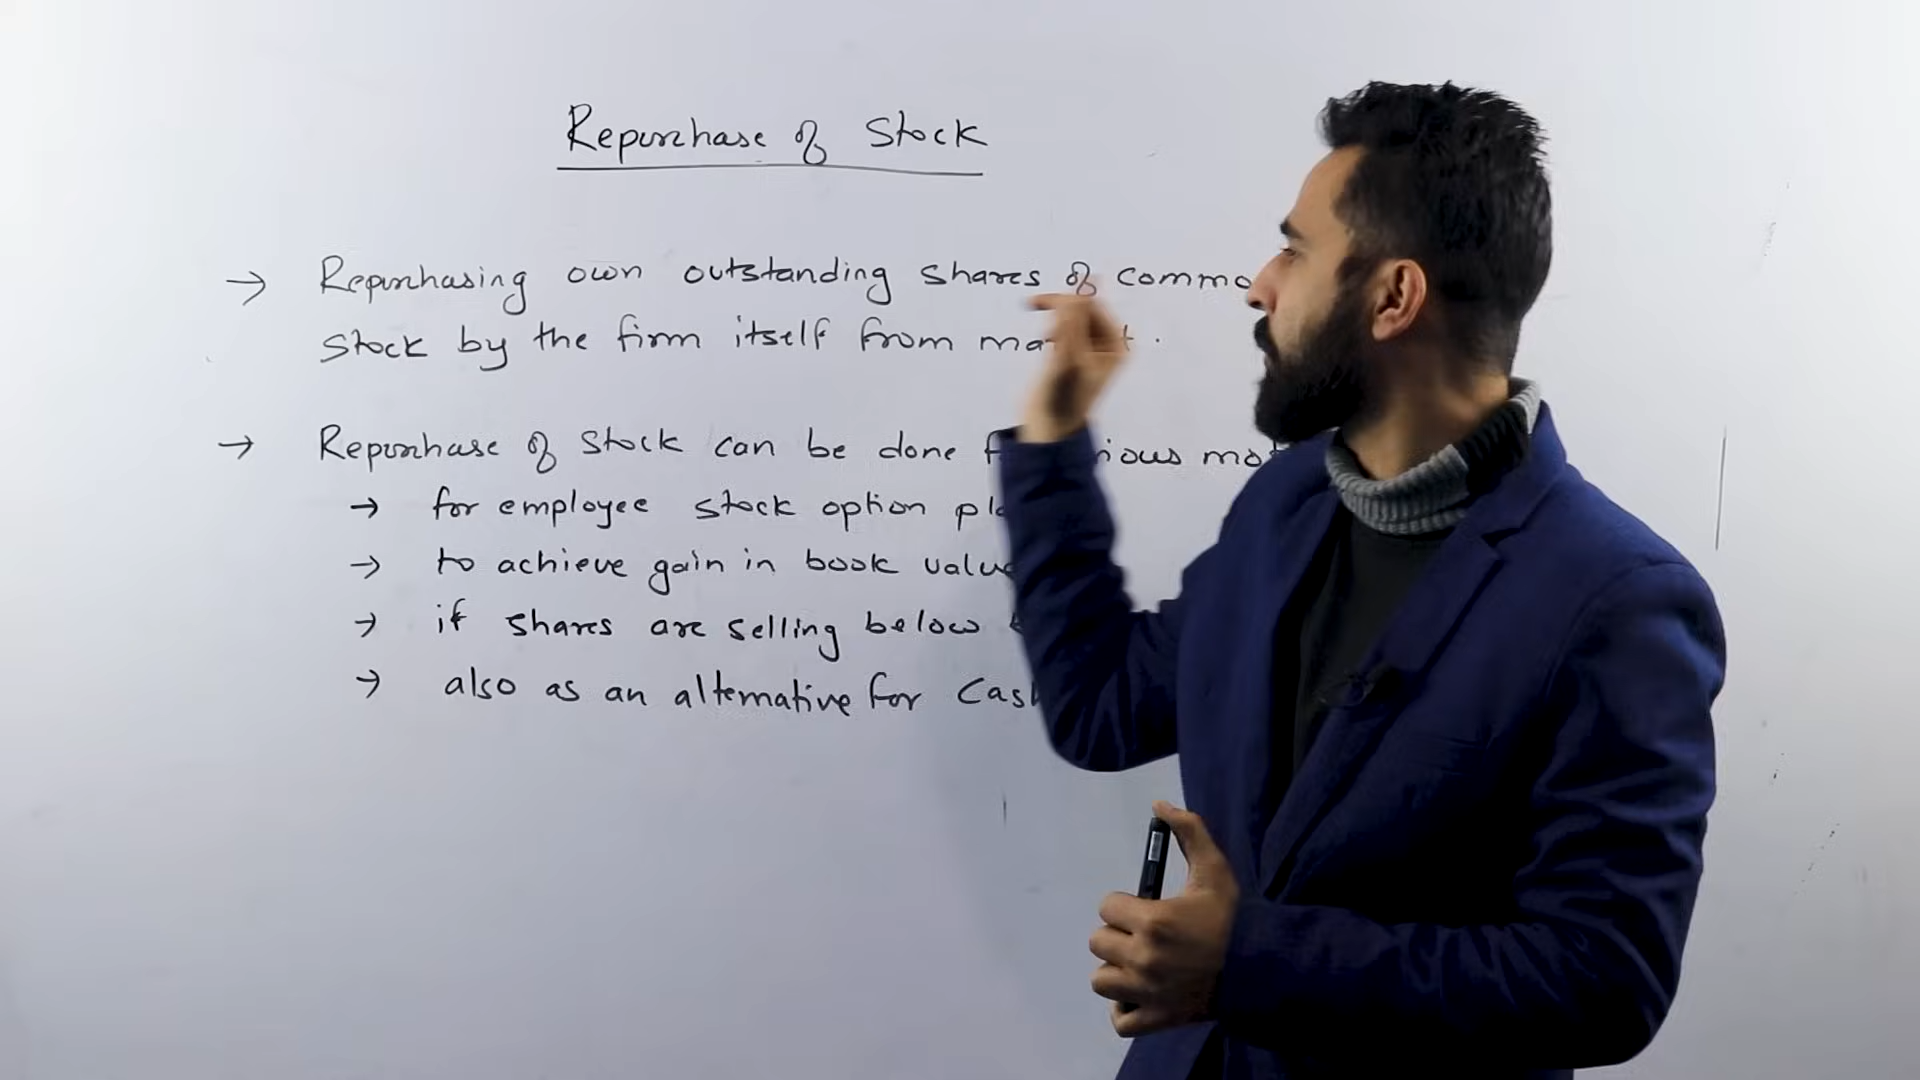 Repurchase of Stock
→ Repurchasing own outstanding shares of commo
stock by the firm itself from ma
→ Repurchase of Stock can be done
→ for employee stock option
→ to achieve gain in book value
→ if shares are selling below
→ also as an alternative for Cas